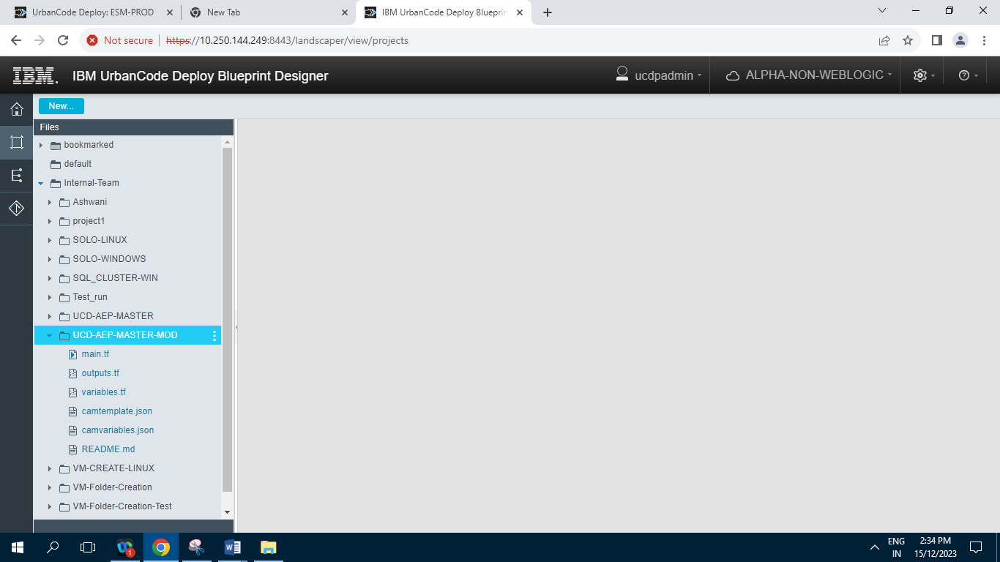 UrbanCode Deploy: ESM-PROD
New Tab
IBM UrbanCode Deploy Blueprin
Not secure
https://10.250.144.249:8443/landscaper/view/projects
IBM.
IBM UrbanCode Deploy Blueprint Designer
ucdpadmin
ALPHA-NON-WEBLOGIC
New...
Files
bookmarked
default
Internal-Team
Ashwani
project1
SOLO-LINUX
SOLO-WINDOWS
SQL_CLUSTER-WIN
Test_run
UCD-AEP-MASTER
UCD-AEP-MASTER-MOD
main.tf
outputs.tf
variables.tf
camtemplate.json
camvariables.json
README.md
VM-CREATE-LINUX
VM-Folder-Creation
VM-Folder-Creation-Test
1
ENG
IN
2:34 PM
15/12/2023